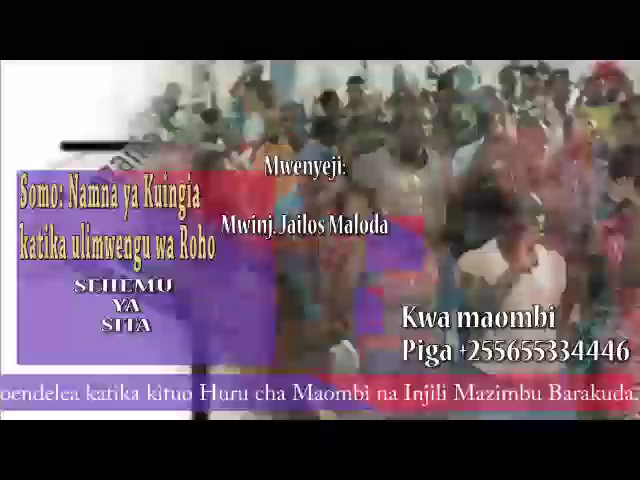 Mwenyeji:
Somo: Namna ya Kuingia
katika ulimwengu wa Roho
Mwinj. Jailos Maloda
SEHEMU
YA
SITA
Kwa maombi
Piga +255655334446
oendelea katika kituo Huru cha Maombi na Injili Mazimbu Barakuda.